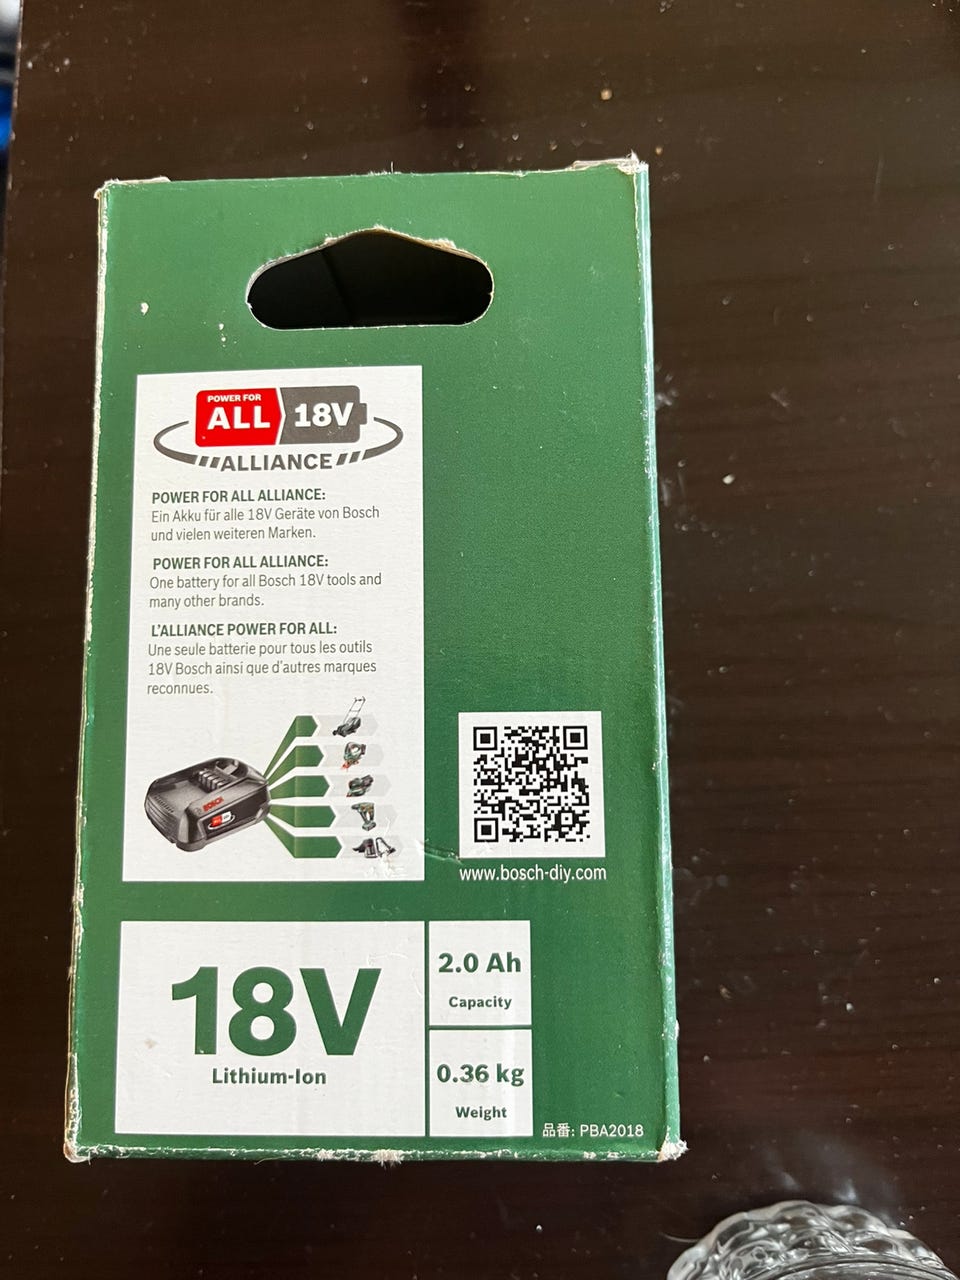 POWER FOR
ALL 18V
ALLIANCE
POWER FOR ALL ALLIANCE:
Ein Akku für alle 18V Geräte von Bosch
und vielen weiteren Marken.
POWER FOR ALL ALLIANCE:
One battery for all Bosch 18V tools and
many other brands.
L'ALLIANCE POWER FOR ALL:
Une seule batterie pour tous les outils
18V Bosch ainsi que d'autres marques
reconnues.
BOSCH
www.bosch-diy.com
18V
Lithium-Ion
2.0 Ah
Capacity
0.36 kg
Weight
品番: PBA2018